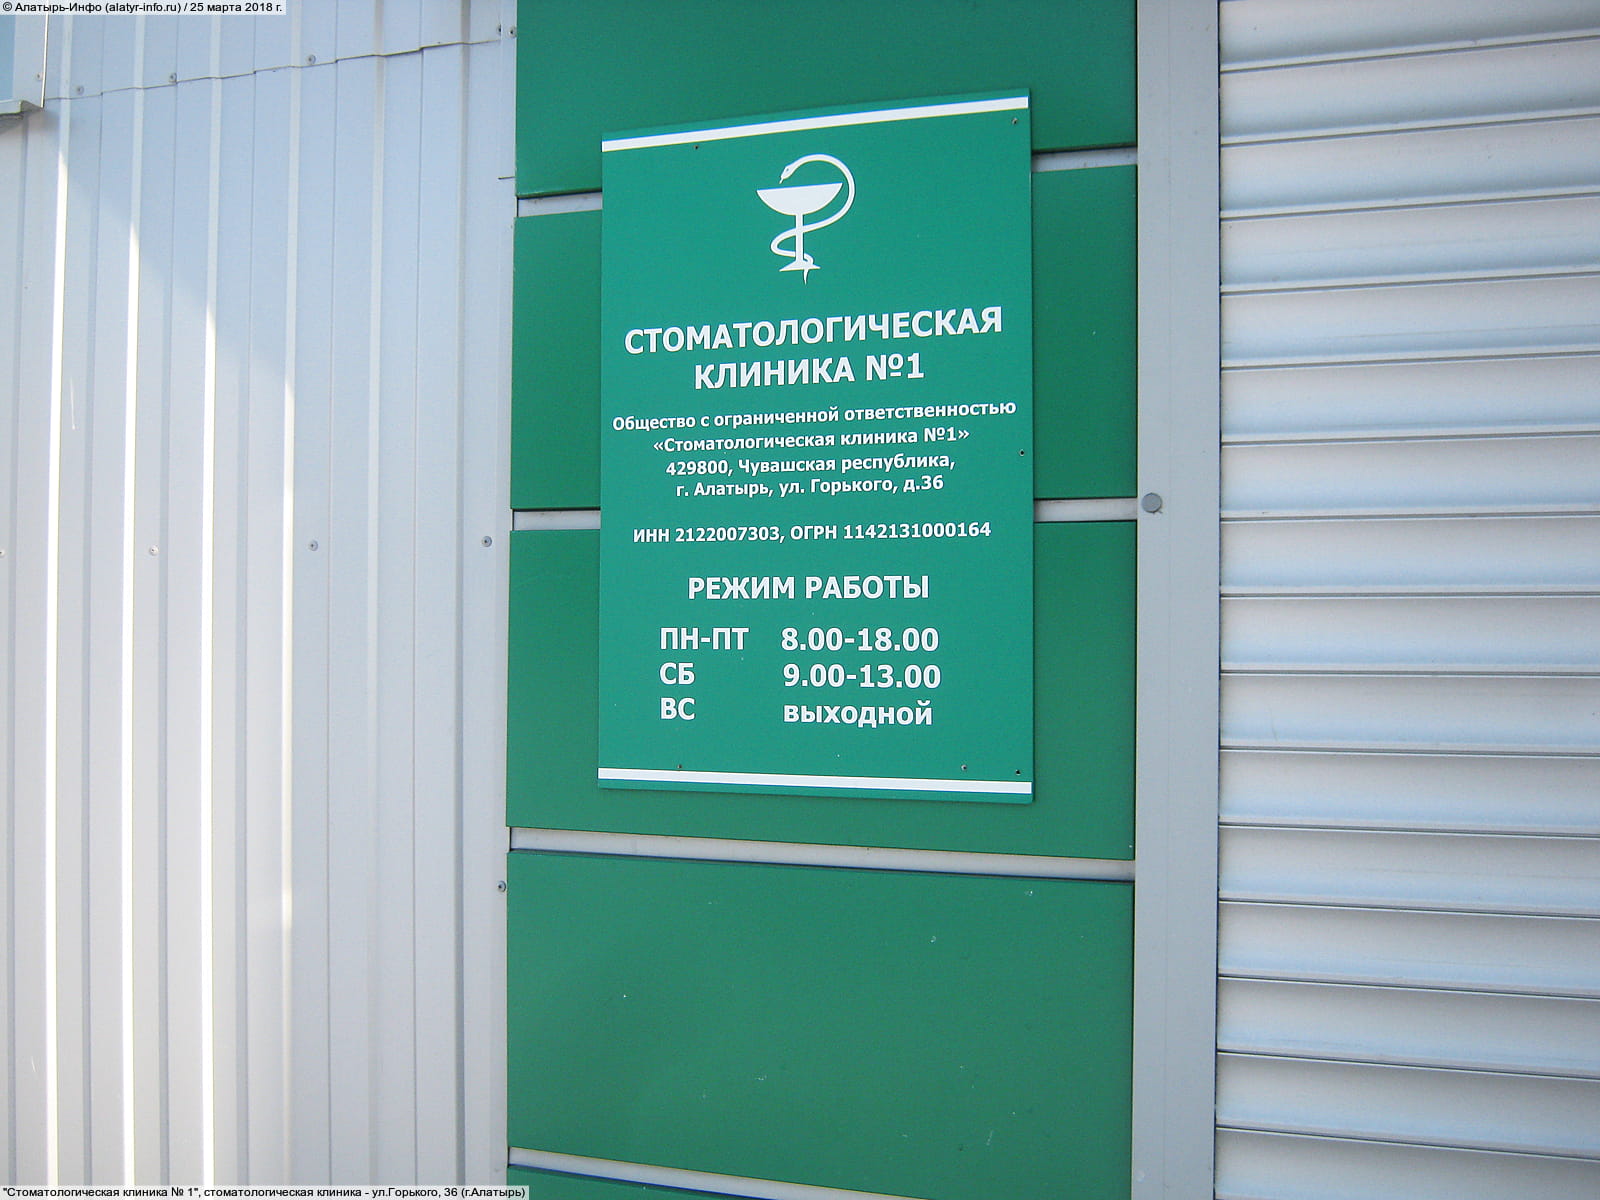 © Алатырь-Инфо (alatyr-info.ru) / 25 марта 2018 г.
СТОМАТОЛОГИЧЕСКАЯ
КЛИНИКА №1
Общество с ограниченной ответственностью
«Стоматологическая клиника №1»
429800, Чувашская республика,
г. Алатырь, ул. Горького, д.36
ИНН 2122007303, ОГРН 1142131000164
РЕЖИМ РАБОТЫ
ПН-ПТ 8.00-18.00
СБ 9.00-13.00
ВС выходной
"Стоматологическая клиника № 1", стоматологическая клиника - ул.Горького, 36 (г.Алатырь)